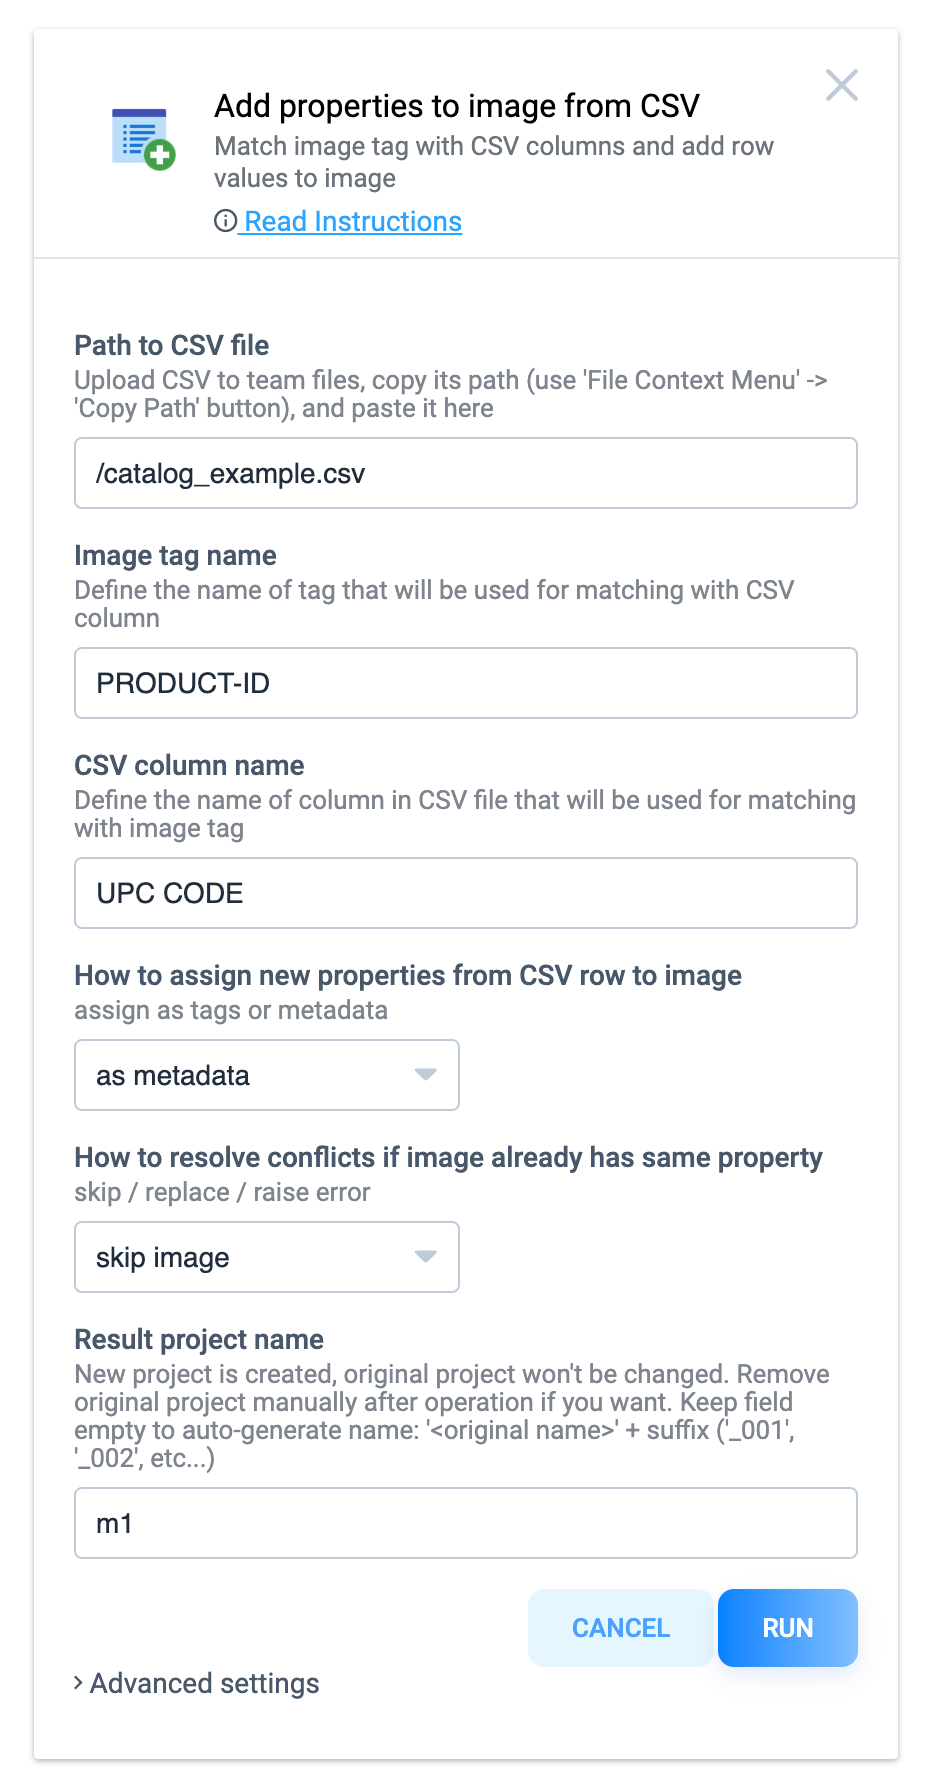 Add properties to image from CSV
Match image tag with CSV columns and add row
values to image
Read Instructions
Path to CSV file
Upload CSV to team files, copy its path (use 'File Context Menu' ->
'Copy Path' button), and paste it here
/catalog_example.csv
Image tag name
Define the name of tag that will be used for matching with CSV
column
PRODUCT-ID
CSV column name
Define the name of column in CSV file that will be used for matching
with image tag
UPC CODE
How to assign new properties from CSV row to image
assign as tags or metadata
as metadata
How to resolve conflicts if image already has same property
skip / replace / raise error
skip image
Result project name
New project is created, original project won't be changed. Remove
original project manually after operation if you want. Keep field
empty to auto-generate name: '<original name>' + suffix ('_001',
'_002', etc...)
m1
CANCEL
RUN
Advanced settings